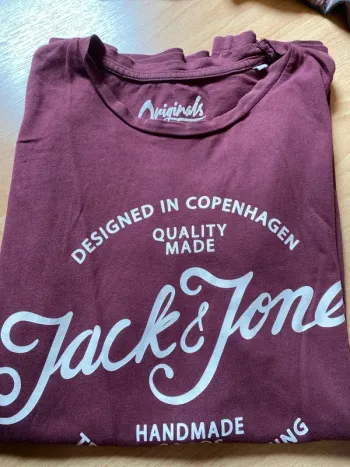 Originals
DESIGNED IN COPENHAGEN
QUALITY
MADE
Jack & Jone
HANDMADE